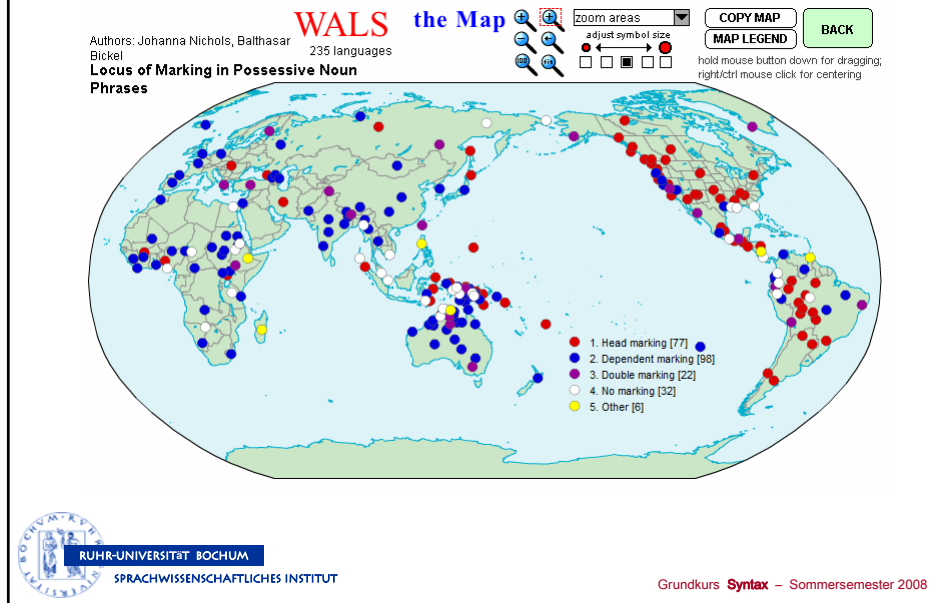 WALS the Map
Authors: Johanna Nichols, Balthasar
Bickel
235 languages
Locus of Marking in Possessive Noun
Phrases
zoom areas
adjust symbol size
COPY MAP
MAP LEGEND
BACK
hold mouse button down for dragging;
right/ctrl mouse click for centering
1. Head marking [77]
2. Dependent marking [98]
3. Double marking [22]
4. No marking [32]
5. Other [6]
RUHR-UNIVERSITäT BOCHUM
SPRACHWISSENSCHAFTLICHES INSTITUT
Grundkurs Syntax – Sommersemester 2008